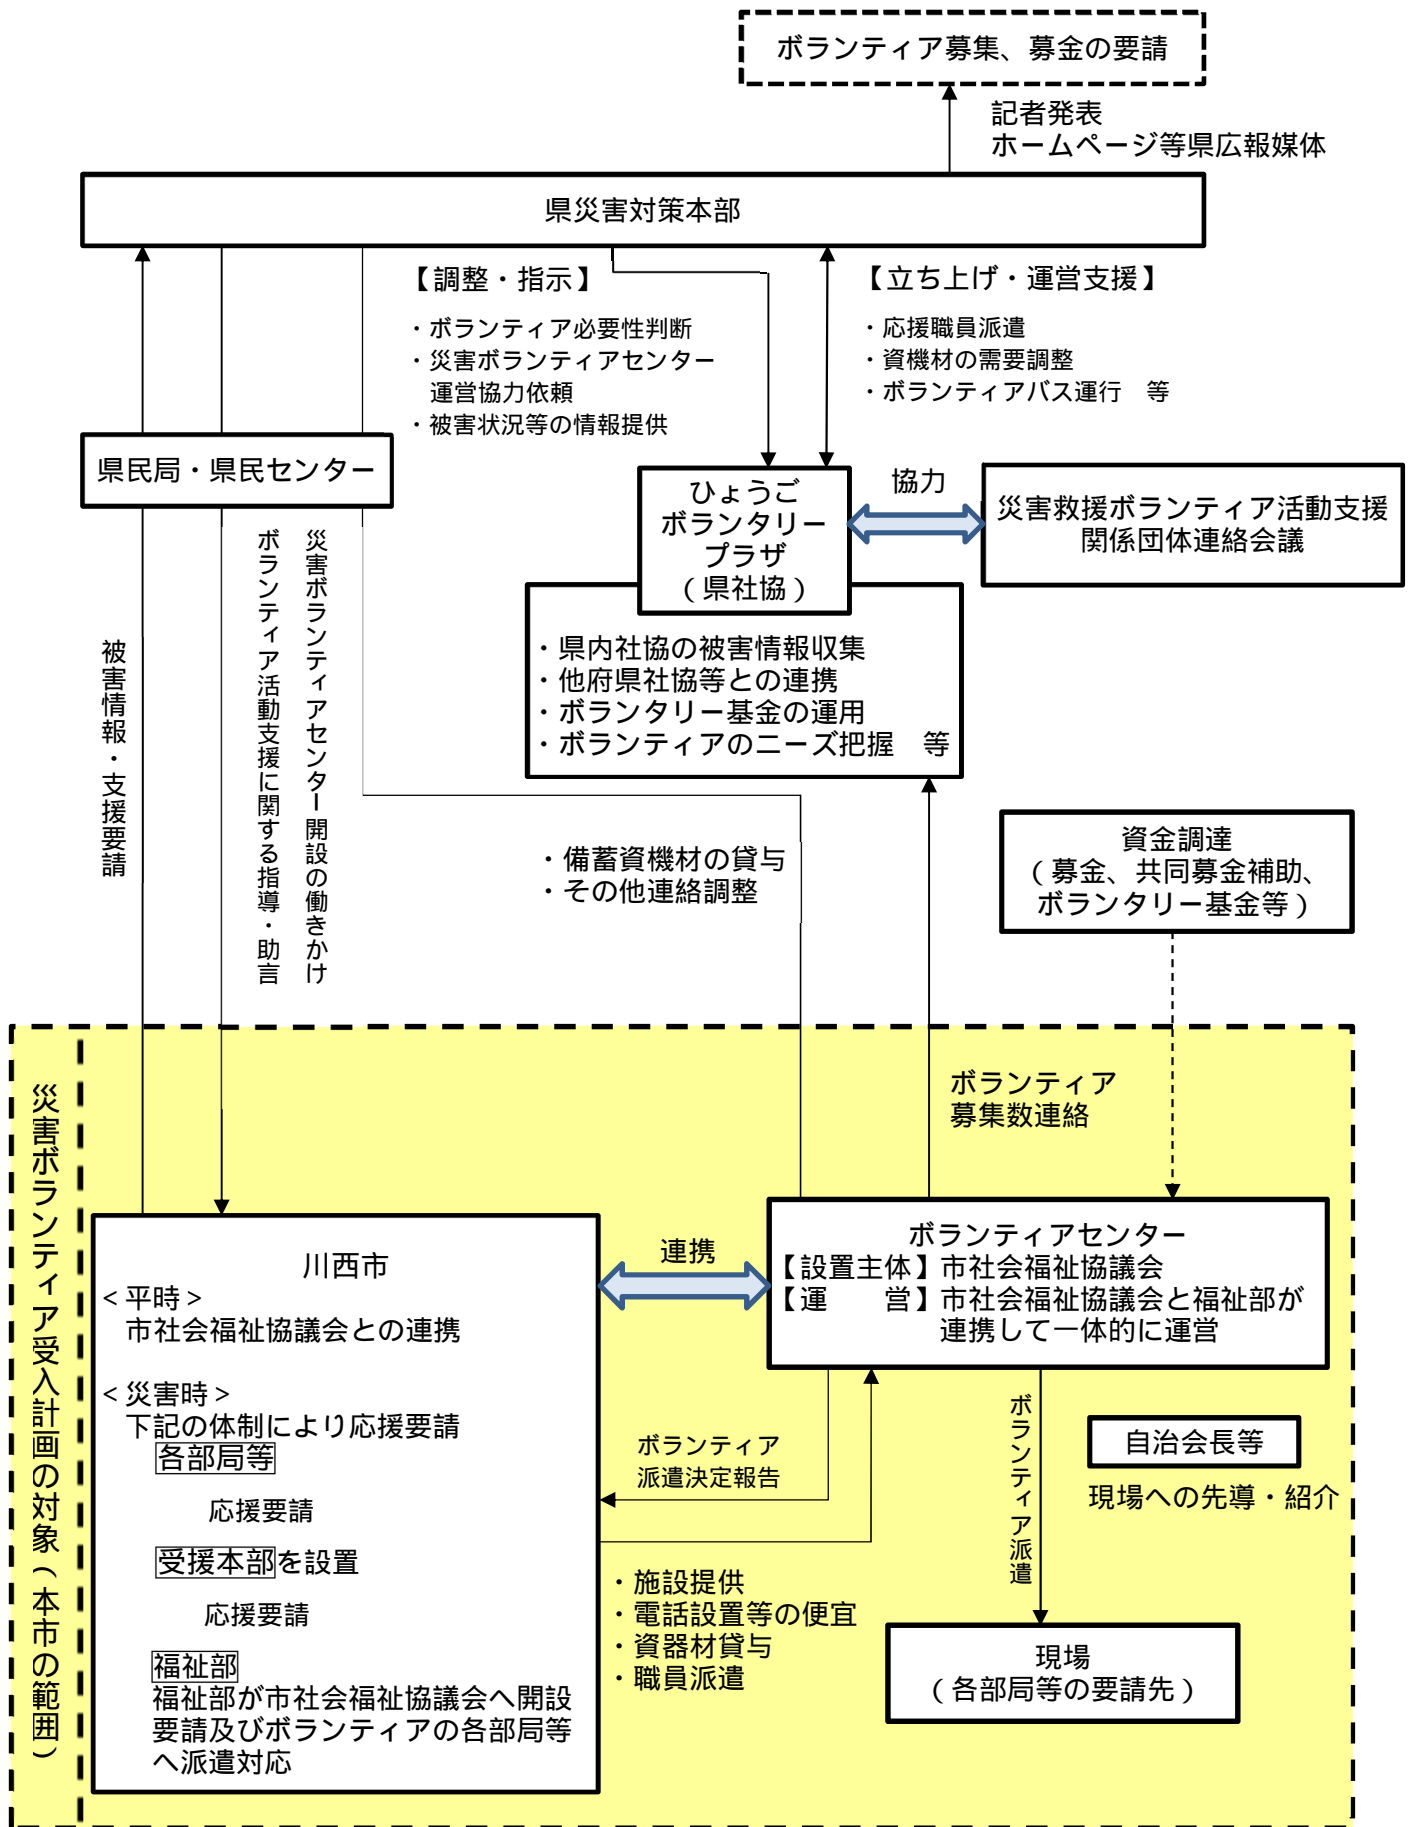 ボランティア募集、募金の要請
記者発表
ホームページ等県広報媒体
県災害対策本部
【調整・指示】
・ボランティア必要性判断
・災害ボランティアセンター
運営協力依頼
・被害状況等の情報提供
【立ち上げ・運営支援】
・応援職員派遣
・資機材の需要調整
・ボランティアバス運行　等
県民局・県民センター
ひょうご
ボランタリー
プラザ
（県社協）
協力
災害救援ボランティア活動支援
関係団体連絡会議
・県内社協の被害情報収集
・他府県社協等との連携
・ボランタリー基金の運用
・ボランティアのニーズ把握　等
災害ボランティアセンター開設の働きかけ
ボランティア活動支援に関する指導・助言
被害情報・支援要請
・備蓄資機材の貸与
・その他連絡調整
資金調達
（募金、共同募金補助、
ボランタリー基金等）
災害ボランティア受入計画の対象（本市の範囲）
ボランティア
募集数連絡
川西市
＜平時＞
市社会福祉協議会との連携
＜災害時＞
下記の体制により応援要請
各部局等
応援要請
受援本部を設置
応援要請
福祉部
福祉部が市社会福祉協議会へ開設
要請及びボランティアの各部局等
へ派遣対応
連携
ボランティアセンター
【設置主体】市社会福祉協議会
【運　　営】市社会福祉協議会と福祉部が
連携して一体的に運営
ボランティア
派遣決定報告
・施設提供
・電話設置等の便宜
・資器材貸与
・職員派遣
ボランティア派遣
自治会長等
現場への先導・紹介
現場
（各部局等の要請先）